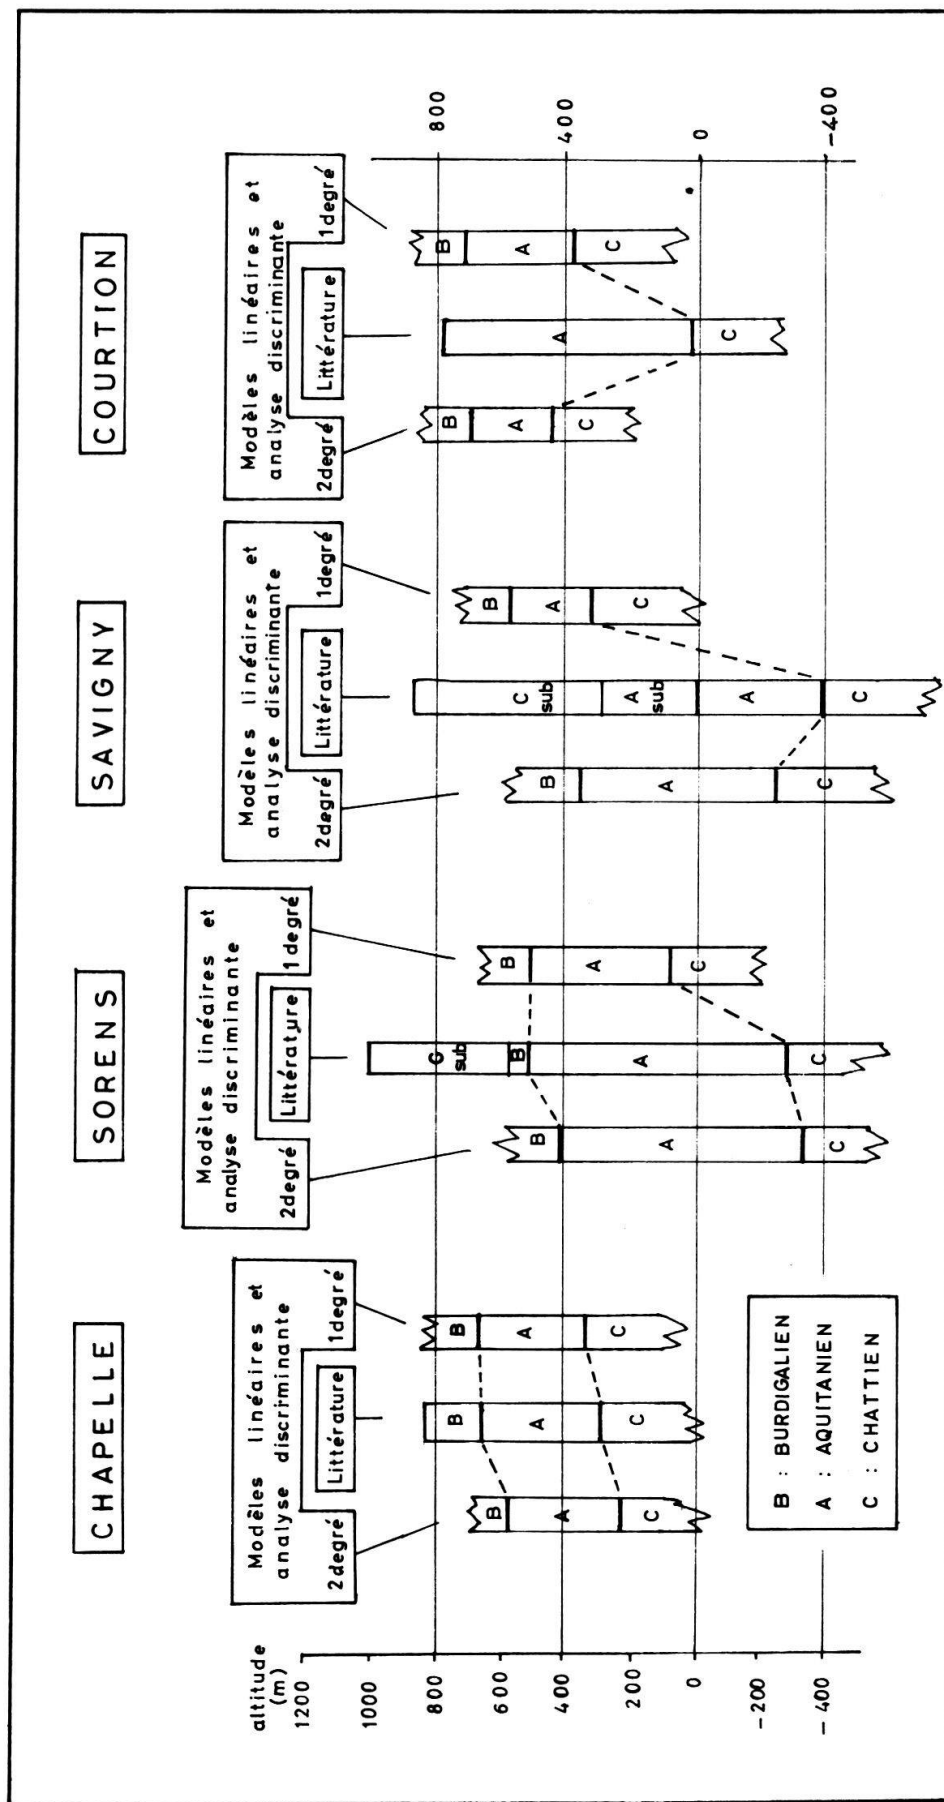 CHAPELLE
SORENS
SAVIGNY
COURTION
Modèles linéaires et
analyse discriminante
2degré
Littérature
1degré
Modèles linéaires et
analyse discriminante
2degré
Littérature
1degré
Modèles linéaires et
analyse discriminante
2degré
Littérature
1degré
Modèles linéaires et
analyse discriminante
2degré
Littérature
1degré
altitude
(m)
1200
1000
800
600
400
200
0
-200
-400
B
A
C
B
A
C
B
A
C
B
A
C
sub
B
A
C
B
A
C
B
A
C
C
sub
A
sub
A
C
B
A
C
B
A
C
A
C
B
A
C
800
400
0
-400
B : BURDIGALIEN
A : AQUITANIEN
C : CHATTIEN